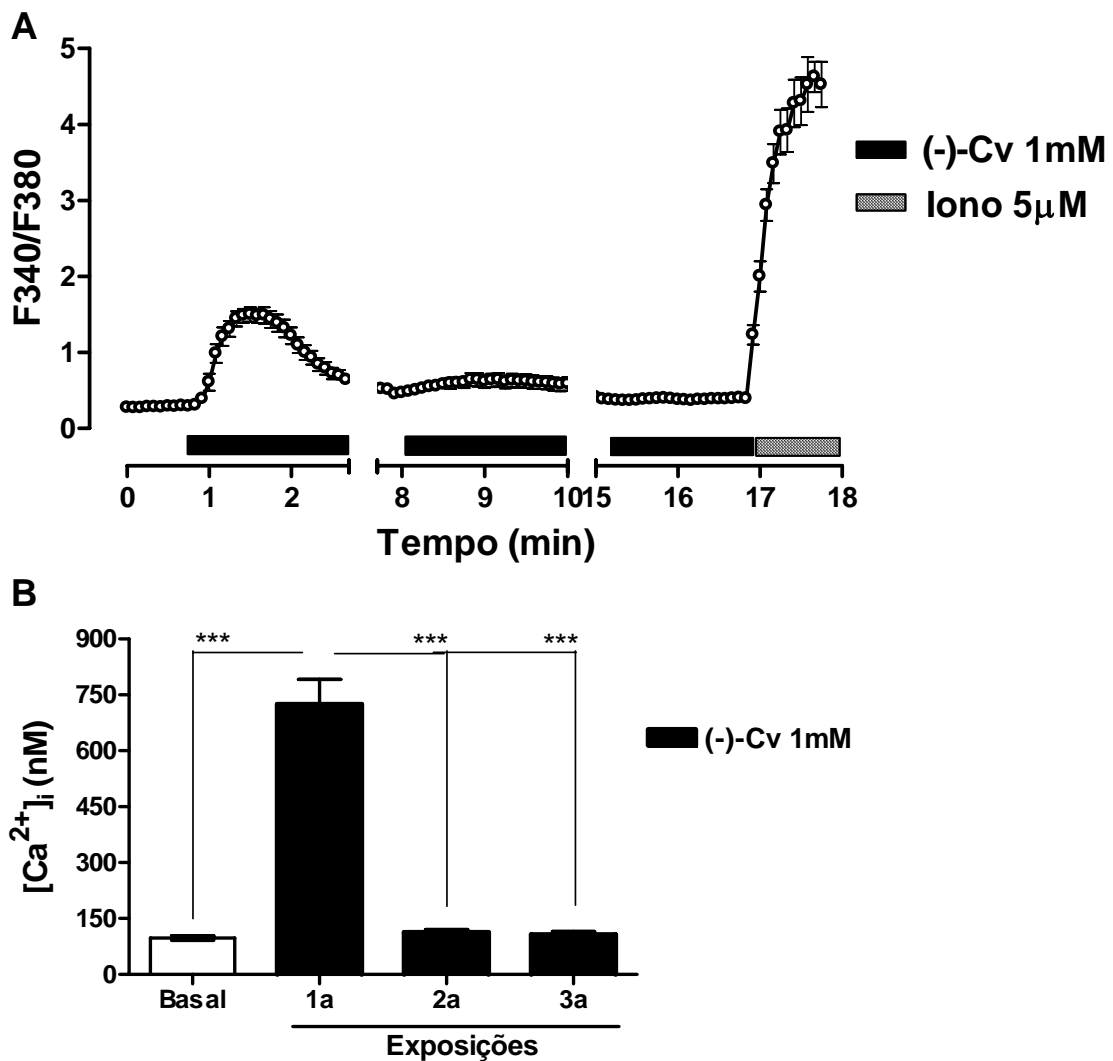 A
5
4
3
2
1
0
F340/F380
(-)-Cv 1mM
Iono 5μM
0 1 2 8 9 10 15 16 17 18
Tempo (min)
B
900
750
600
450
300
150
0
[Ca2+]i (nM)
*** *** ***
(-)-Cv 1mM
Basal 1a 2a 3a
Exposições